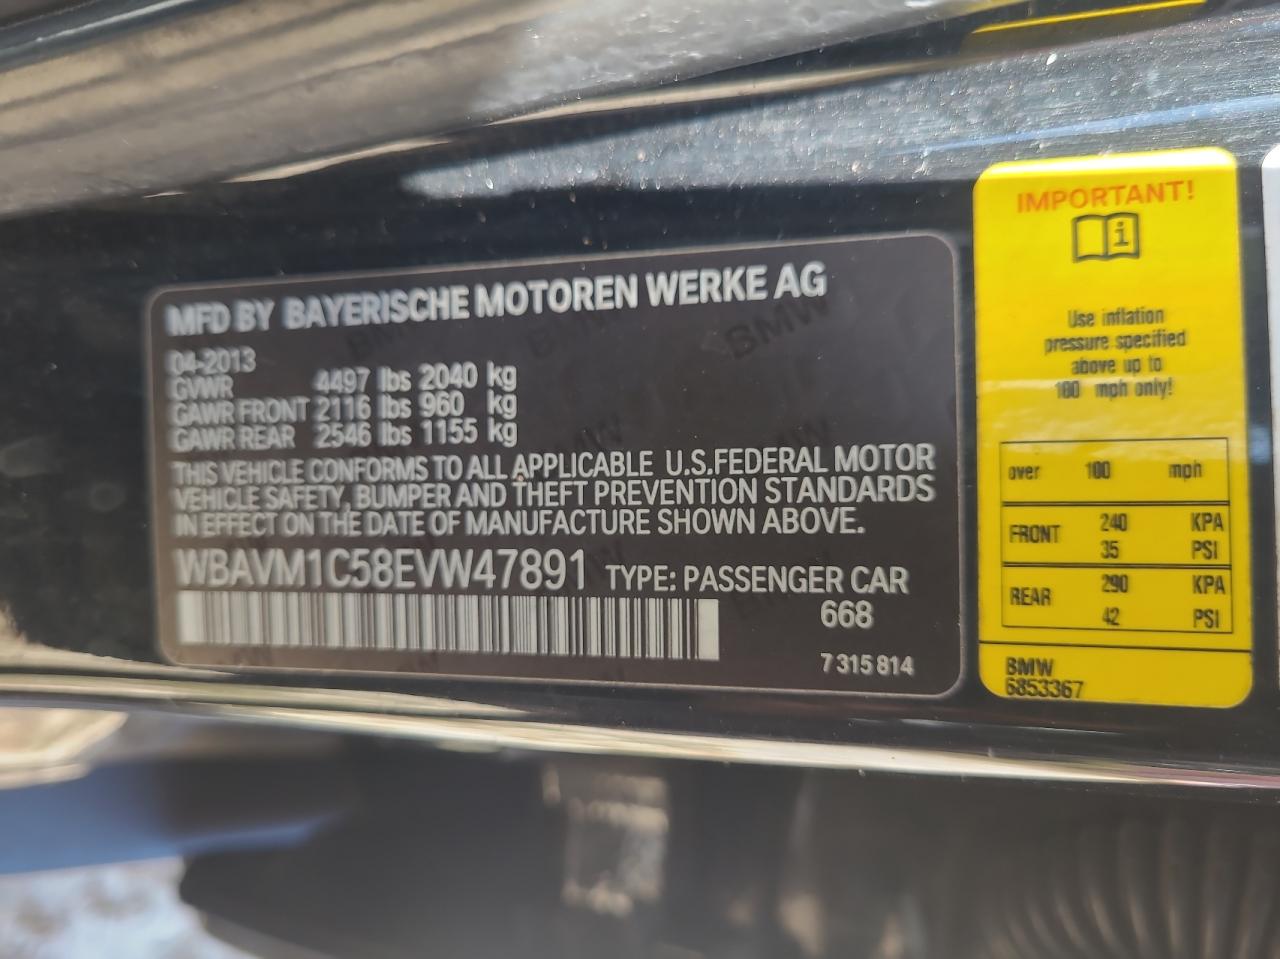 MFD BY BAYERISCHE MOTOREN WERKE AG
04-2013
GVWR 4497 lbs 2040 kg
GAWR FRONT 2116 lbs 960 kg
GAWR REAR 2546 lbs 1155 kg
THIS VEHICLE CONFORMS TO ALL APPLICABLE U.S.FEDERAL MOTOR
VEHICLE SAFETY, BUMPER AND THEFT PREVENTION STANDARDS
IN EFFECT ON THE DATE OF MANUFACTURE SHOWN ABOVE.
WBAVM1C58EVW47891 TYPE: PASSENGER CAR
668
7 315 814
IMPORTANT!
i
Use inflation
pressure specified
above up to
100 mph only!
over 100 mph
FRONT 240 KPA
35 PSI
REAR 290 KPA
42 PSI
BMW
6853367